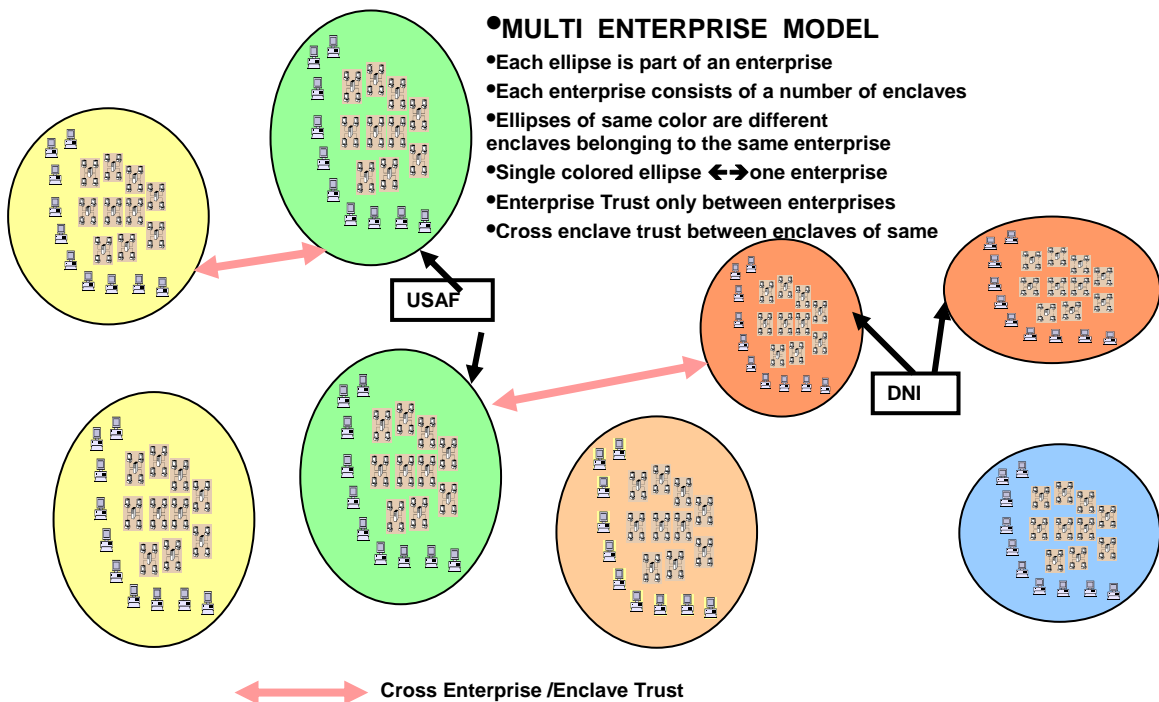 •MULTI ENTERPRISE MODEL
•Each ellipse is part of an enterprise
•Each enterprise consists of a number of enclaves
•Ellipses of same color are different
enclaves belonging to the same enterprise
•Single colored ellipse ←→one enterprise
•Enterprise Trust only between enterprises
•Cross enclave trust between enclaves of same
USAF
DNI
Cross Enterprise /Enclave Trust